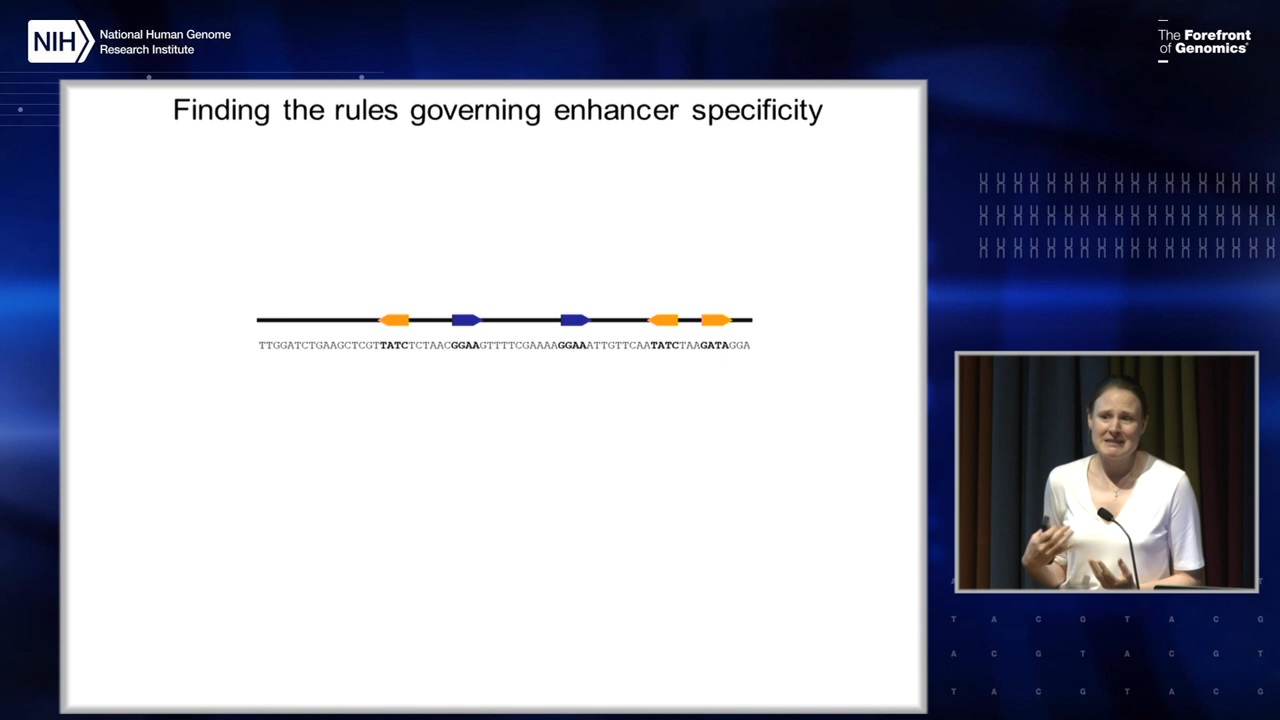 NIH
National Human Genome
Research Institute
The Forefront
of Genomics®
Finding the rules governing enhancer specificity
TTGGATCTGAAGCTCGTTATCTCTAACGGAAGTTTTCGAAAAGGAAATTGTTCAATATCTAAGATAGGA
T A C G T A C G
A C G T A C G T
T A C G T A C G